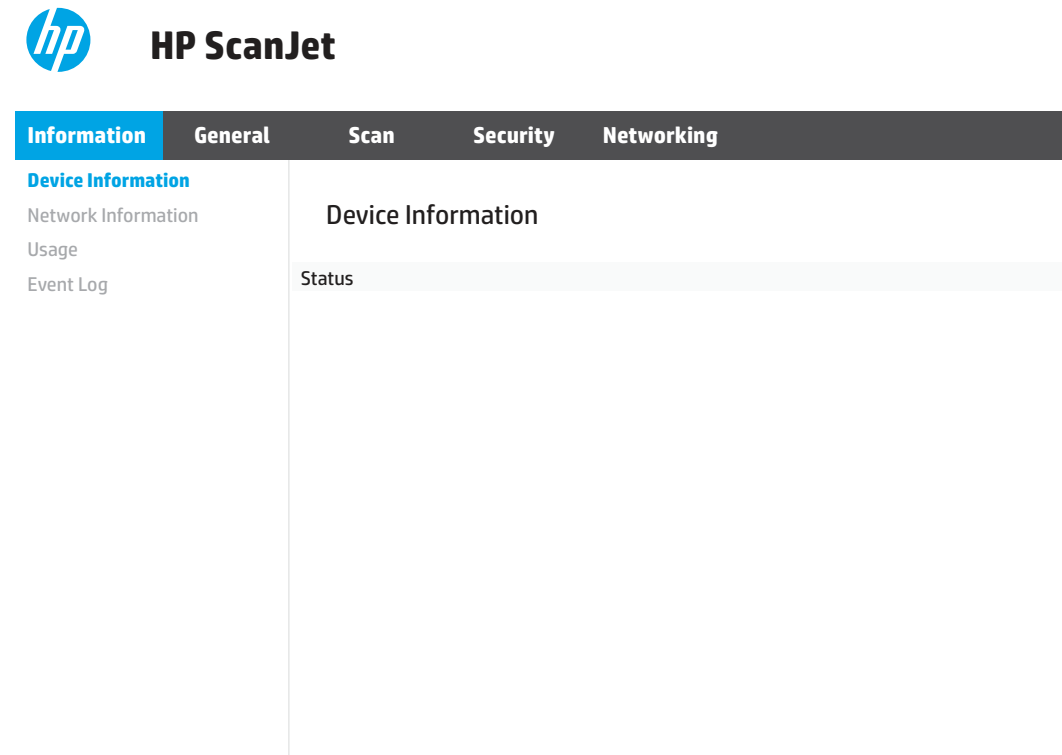 hp
HP ScanJet
Information General Scan Security Networking
Device Information
Network Information
Usage
Event Log
Device Information
Status